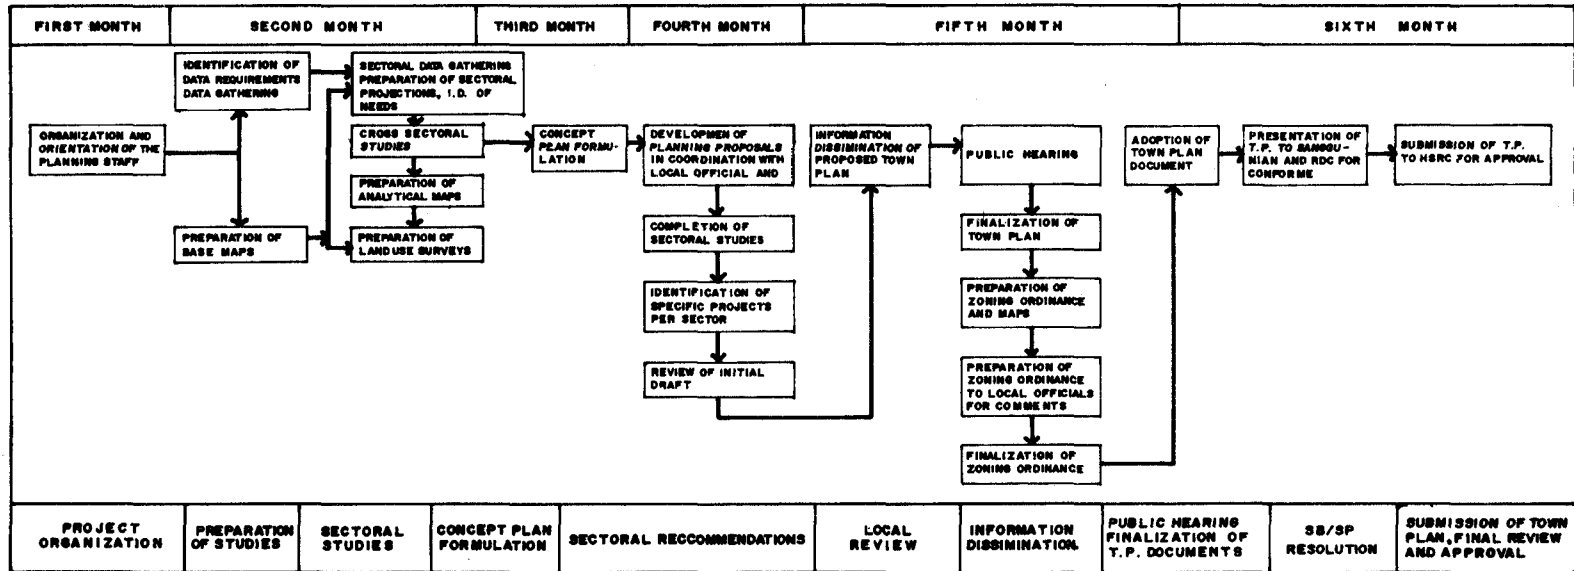 FIRST MONTH
SECOND MONTH
THIRD MONTH
FOURTH MONTH
FIFTH MONTH
SIXTH MONTH
IDENTIFICATION OF
DATA REQUIREMENTS
DATA GATHERING
SECTORAL DATA GATHERING
PREPARATION OF SECTORAL
PROJECTIONS, I.D. OF
NEEDS
ORGANIZATION AND
ORIENTATION OF THE
PLANNING STAFF
CROSS SECTORAL
STUDIES
CONCEPT
PLAN FORMU-
LATION
DEVELOPMEN OF
PLANNING PROPOSALS
IN COORDINATION WITH
LOCAL OFFICIAL AND
INFORMATION
DISSIMINATION OF
PROPOSED TOWN
PLAN
PUBLIC HEARING
ADOPTION OF
TOWN PLAN
DOCUMENT
PRESENTATION OF
T.P. TO SANGGU-
NIAN AND RDC FOR
CONFORME
SUBMISSION OF T.P.
TO HSRC FOR APPROVAL
PREPARATION OF
ANALYTICAL MAPS
PREPARATION OF
BASE MAPS
PREPARATION OF
LANDUSE SURVEYS
COMPLETION OF
SECTORAL STUDIES
FINALIZATION OF
TOWN PLAN
IDENTIFICATION OF
SPECIFIC PROJECTS
PER SECTOR
PREPARATION OF
ZONING ORDINANCE
AND MAPS
REVIEW OF INITIAL
DRAFT
PREPARATION OF
ZONING ORDINANCE
TO LOCAL OFFICIALS
FOR COMMENTS
FINALIZATION OF
ZONING ORDINANCE
PROJECT
ORGANIZATION
PREPARATION
OF STUDIES
SECTORAL
STUDIES
CONCEPT PLAN
FORMULATION
SECTORAL RECCOMMENDATIONS
LOCAL
REVIEW
INFORMATION
DISSIMINATION.
PUBLIC HEARING
FINALIZATION OF
T.P. DOCUMENTS
SB/SP
RESOLUTION
SUBMISSION OF TOWN
PLAN, FINAL REVIEW
AND APPROVAL